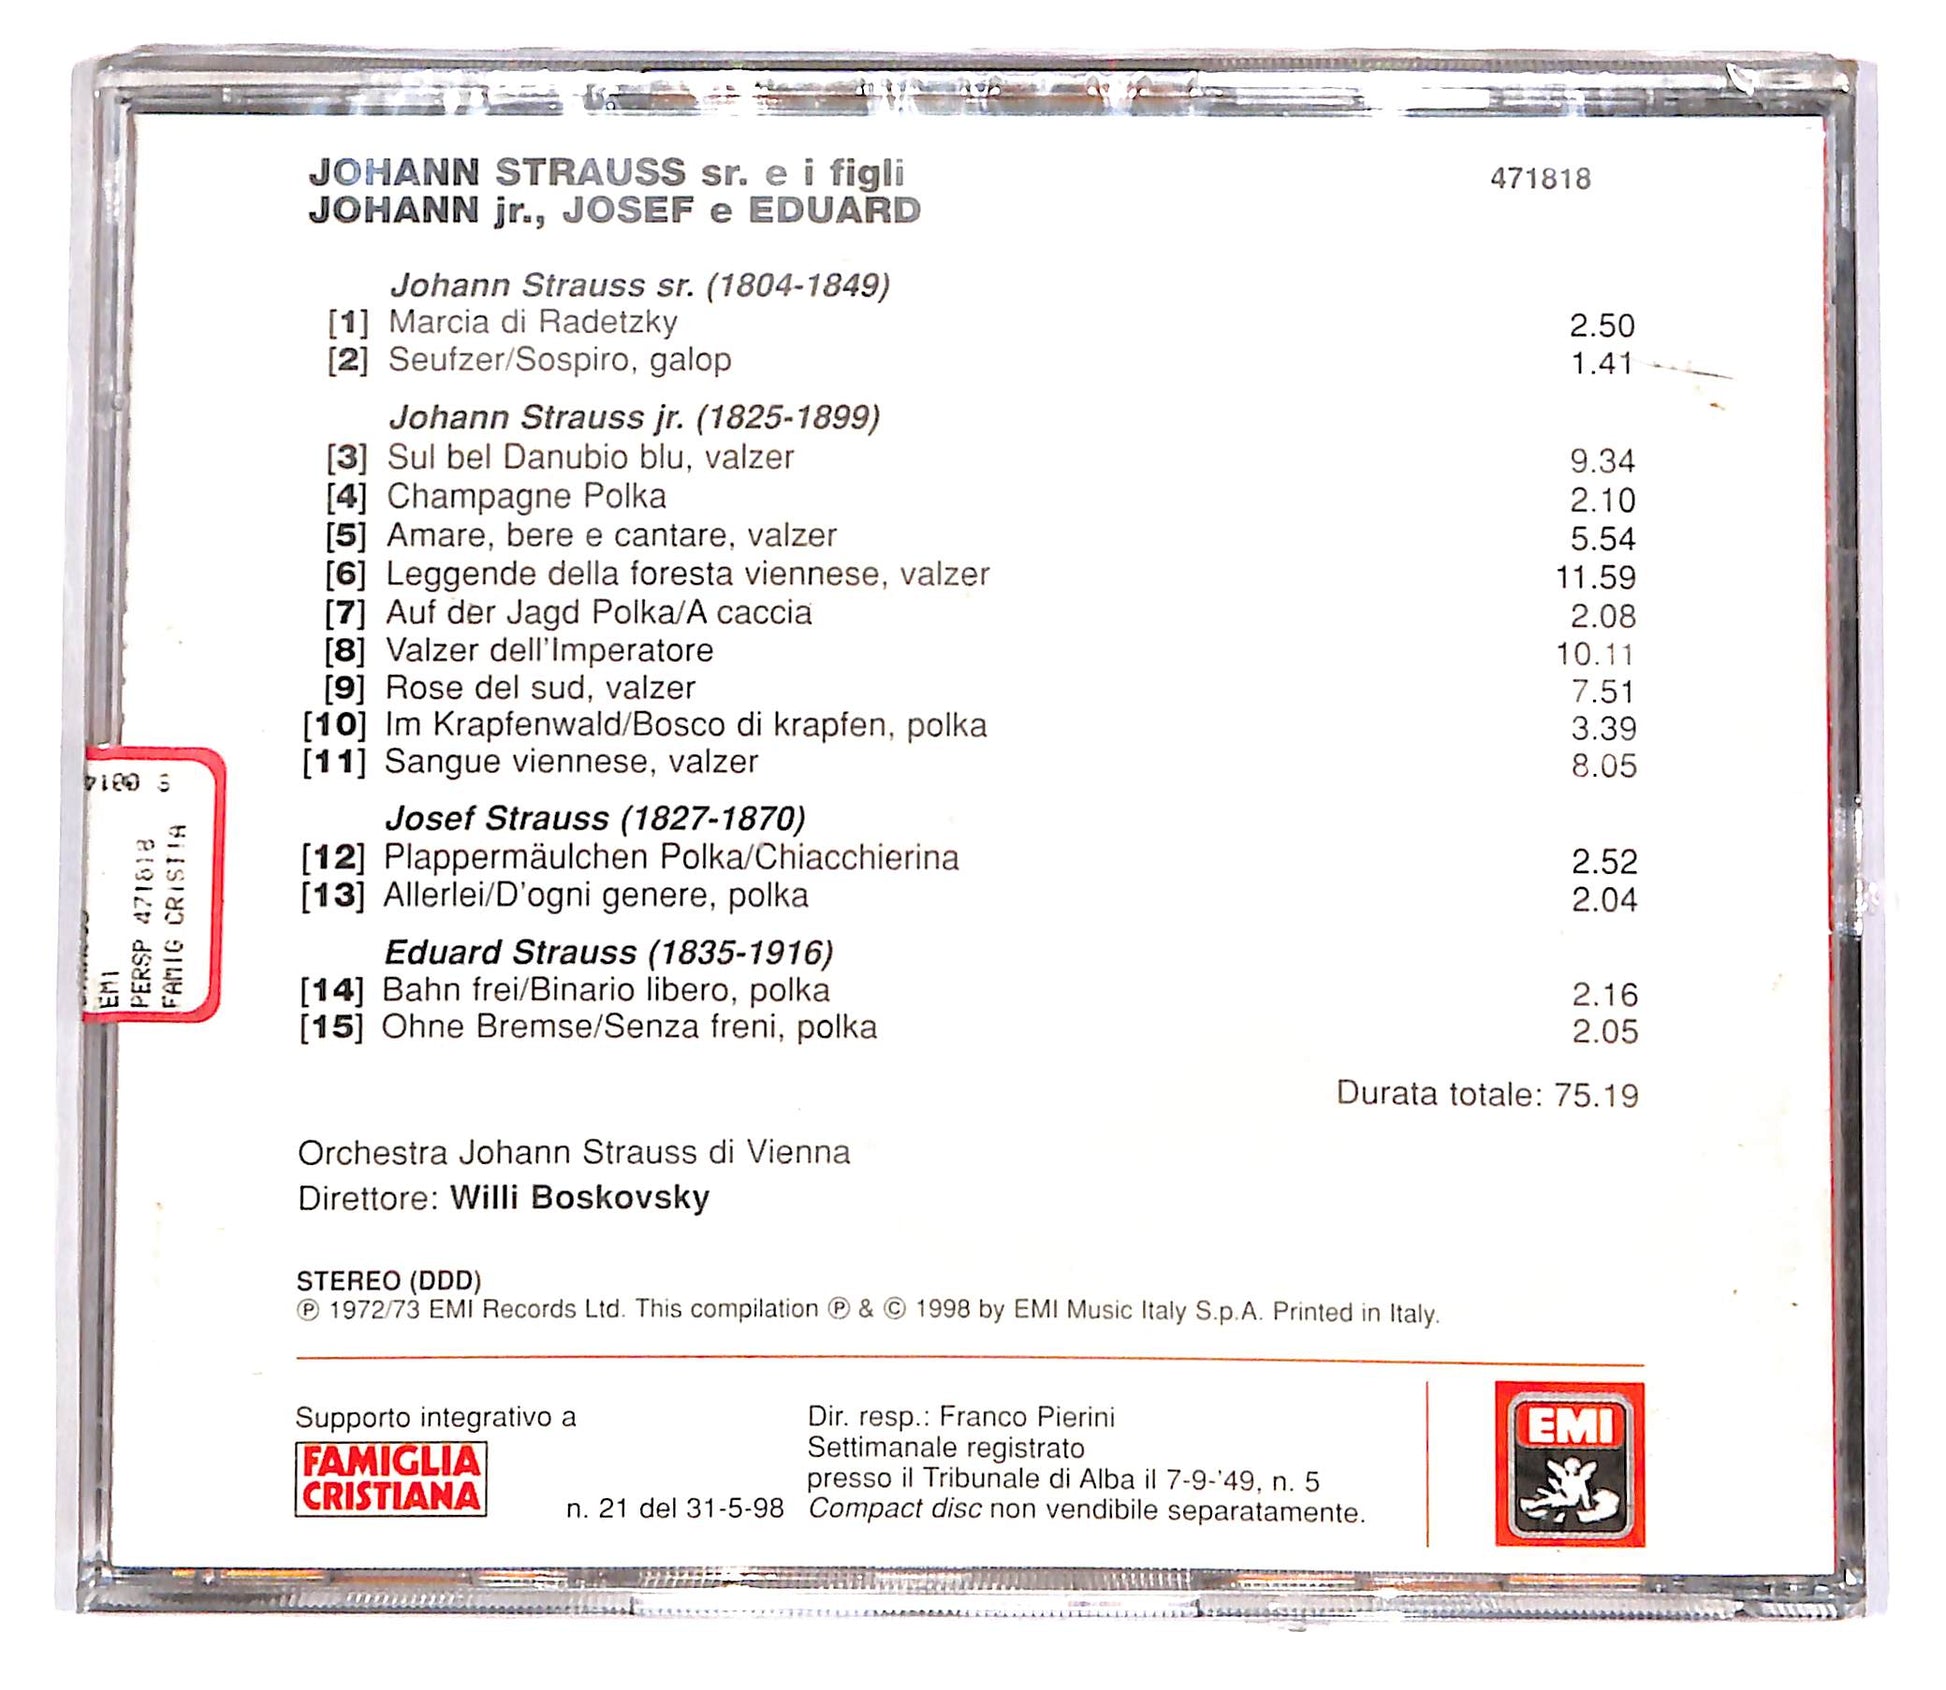 JOHANN STRAUSS sr. e i figli 471818
JOHANN jr., JOSEF e EDUARD
Johann Strauss sr. (1804-1849)
[1] Marcia di Radetzky 2.50
[2] Seufzer/Sospiro, galop 1.41
Johann Strauss jr. (1825-1899)
[3] Sul bel Danubio blu, valzer 9.34
[4] Champagne Polka 2.10
[5] Amare, bere e cantare, valzer 5.54
[6] Leggende della foresta viennese, valzer 11.59
[7] Auf der Jagd Polka/A caccia 2.08
[8] Valzer dell'Imperatore 10.11
[9] Rose del sud, valzer 7.51
[10] Im Krapfenwald/Bosco di krapfen, polka 3.39
[11] Sangue viennese, valzer 8.05
Josef Strauss (1827-1870)
[12] Plappermäulchen Polka/Chiacchierina 2.52
[13] Allerlei/D'ogni genere, polka 2.04
Eduard Strauss (1835-1916)
[14] Bahn frei/Binario libero, polka 2.16
[15] Ohne Bremse/Senza freni, polka 2.05
Durata totale: 75.19
Orchestra Johann Strauss di Vienna
Direttore: Willi Boskovsky
STEREO (DDD)
℗ 1972/73 EMI Records Ltd. This compilation ℗ & © 1998 by EMI Music Italy S.p.A. Printed in Italy.
Supporto integrativo a
FAMIGLIA
CRISTIANA
n. 21 del 31-5-98
Dir. resp.: Franco Pierini
Settimanale registrato
presso il Tribunale di Alba il 7-9-'49, n. 5
Compact disc non vendibile separatamente.
EMI
EMI
PERSP 471818
FAMIG CRISTIA